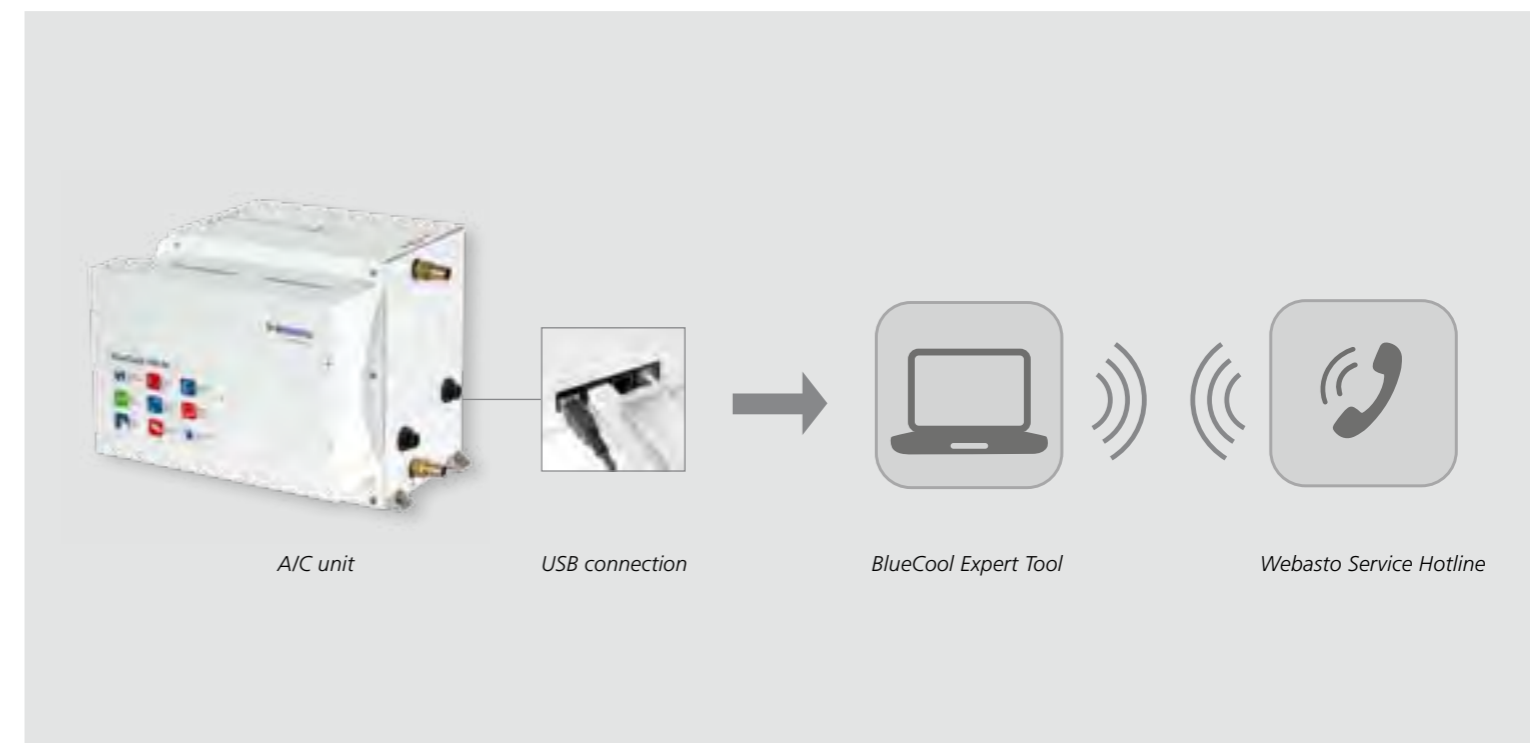 A/C unit
USB connection
BlueCool Expert Tool
Webasto Service Hotline